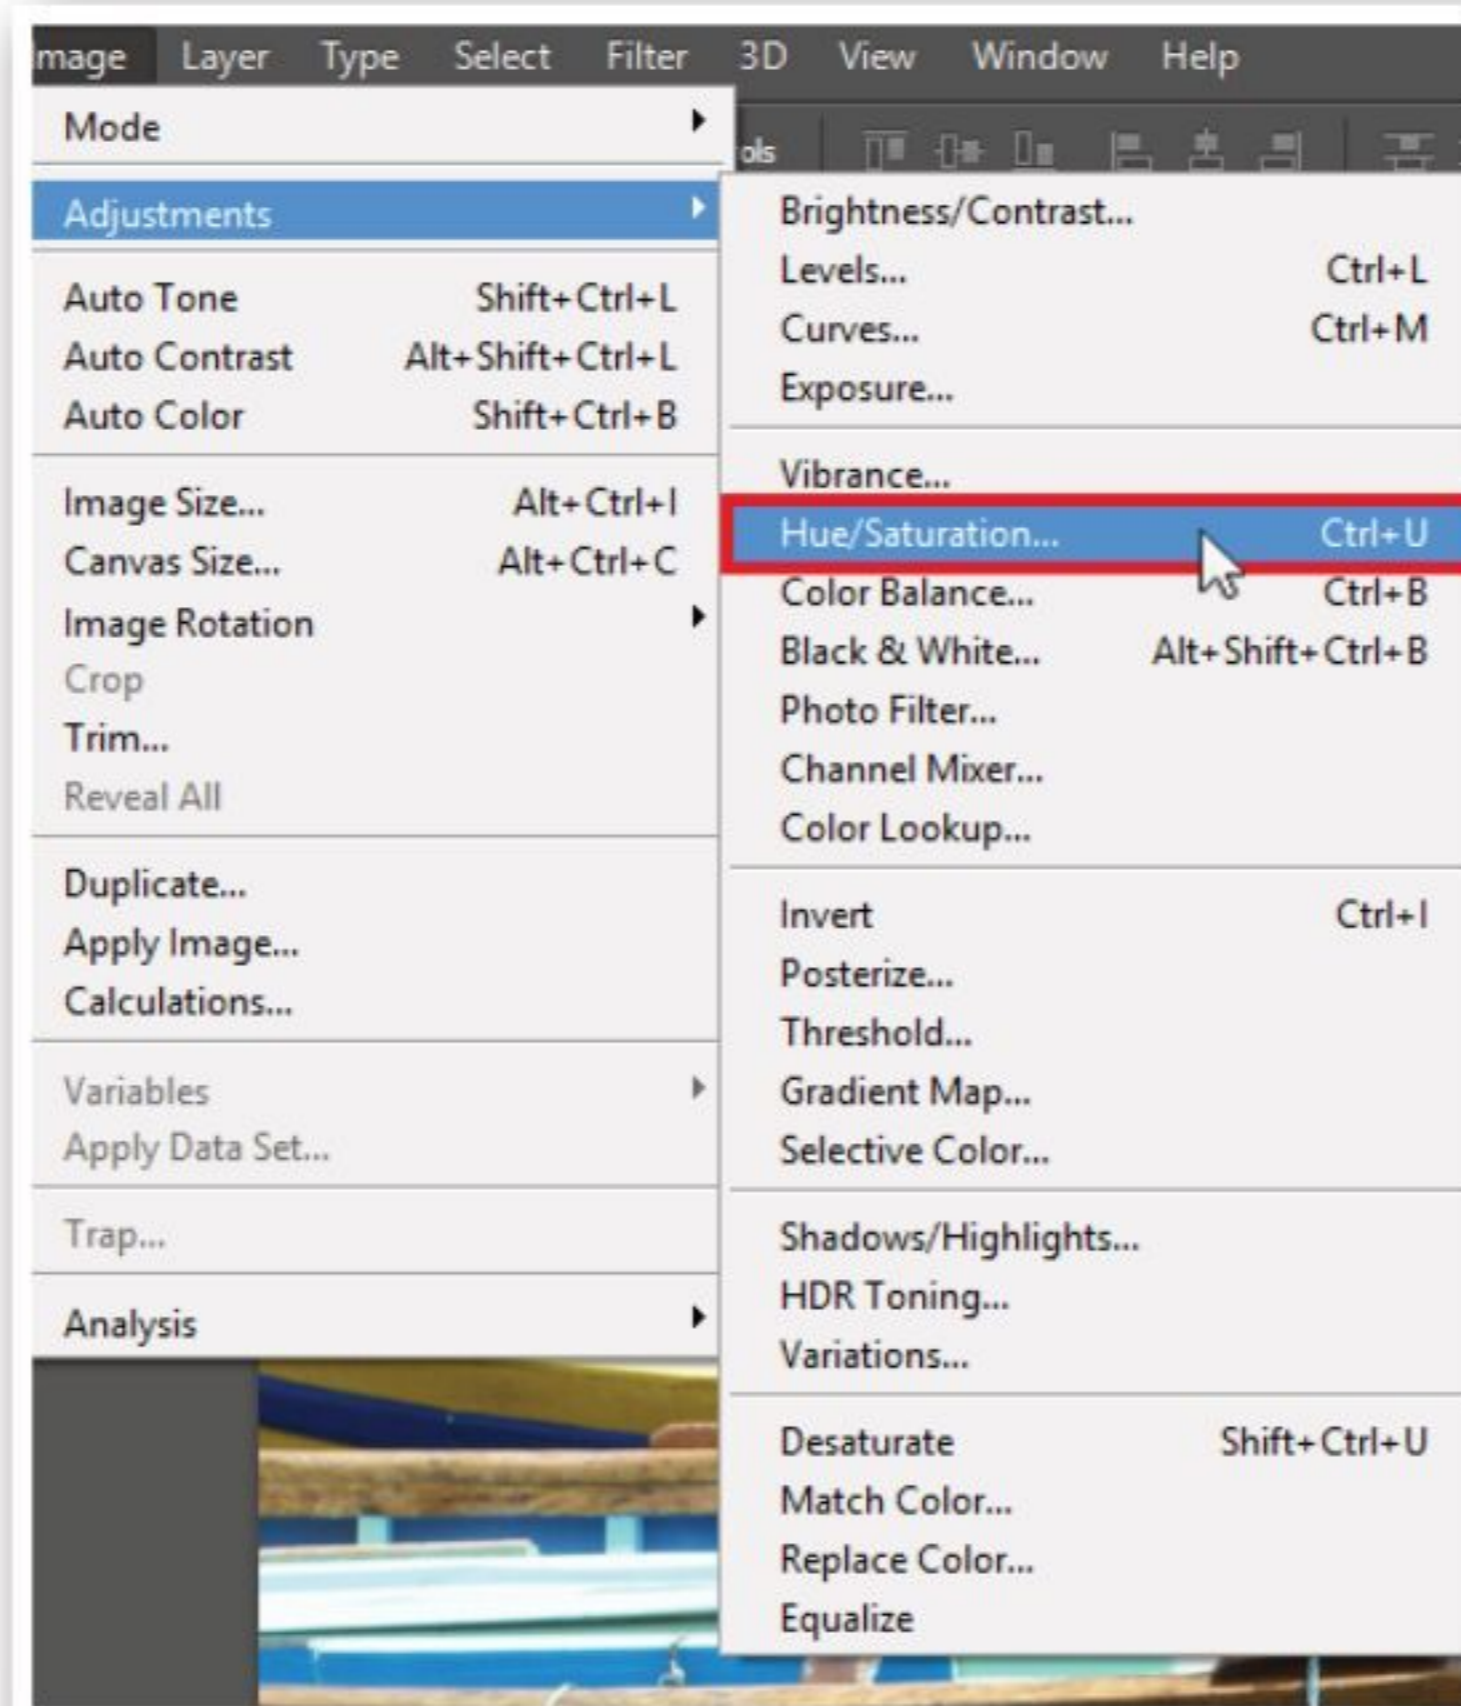 mage Layer Type Select Filter 3D View Window Help
Mode
ols
Adjustments
Auto Tone Shift+Ctrl+L
Auto Contrast Alt+Shift+Ctrl+L
Auto Color Shift+Ctrl+B
Image Size... Alt+Ctrl+I
Canvas Size... Alt+Ctrl+C
Image Rotation
Crop
Trim...
Reveal All
Duplicate...
Apply Image...
Calculations...
Variables
Apply Data Set...
Trap...
Analysis
Brightness/Contrast...
Levels... Ctrl+L
Curves... Ctrl+M
Exposure...
Vibrance...
Hue/Saturation... Ctrl+U
Color Balance... Ctrl+B
Black & White... Alt+Shift+Ctrl+B
Photo Filter...
Channel Mixer...
Color Lookup...
Invert Ctrl+I
Posterize...
Threshold...
Gradient Map...
Selective Color...
Shadows/Highlights...
HDR Toning...
Variations...
Desaturate Shift+Ctrl+U
Match Color...
Replace Color...
Equalize